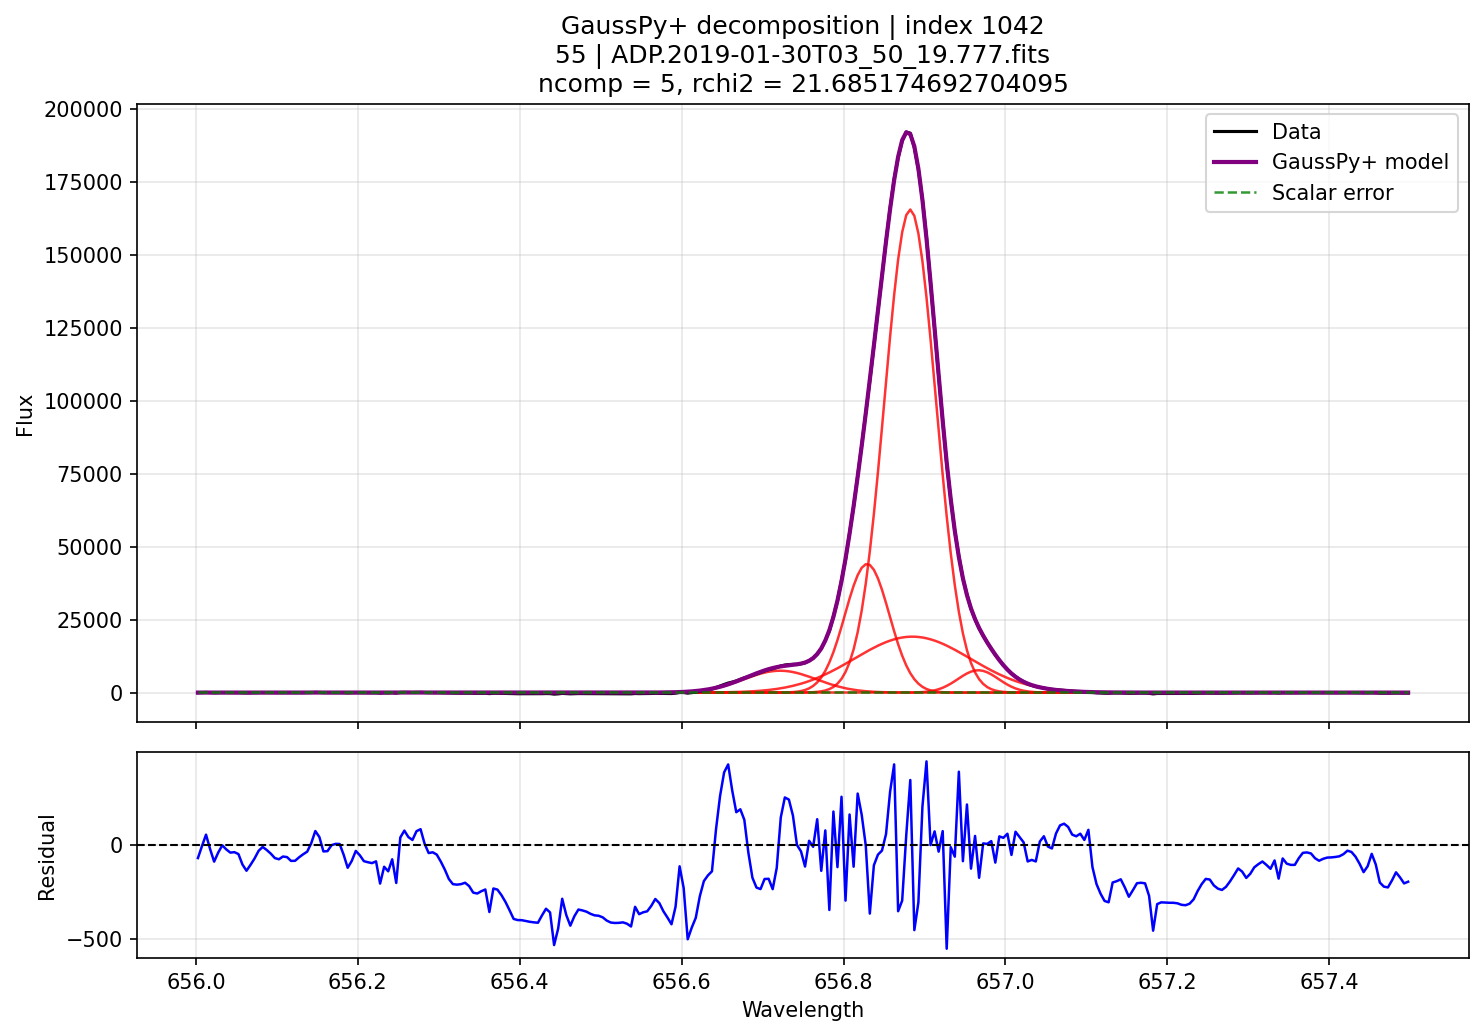 GaussPy+ decomposition | index 1042
55 | ADP.2019-01-30T03_50_19.777.fits
ncomp = 5, rchi2 = 21.685174692704095
200000
175000
150000
125000
100000
75000
50000
25000
0
Flux
Data
GaussPy+ model
Scalar error
0
−500
Residual
656.0
656.2
656.4
656.6
656.8
657.0
657.2
657.4
Wavelength